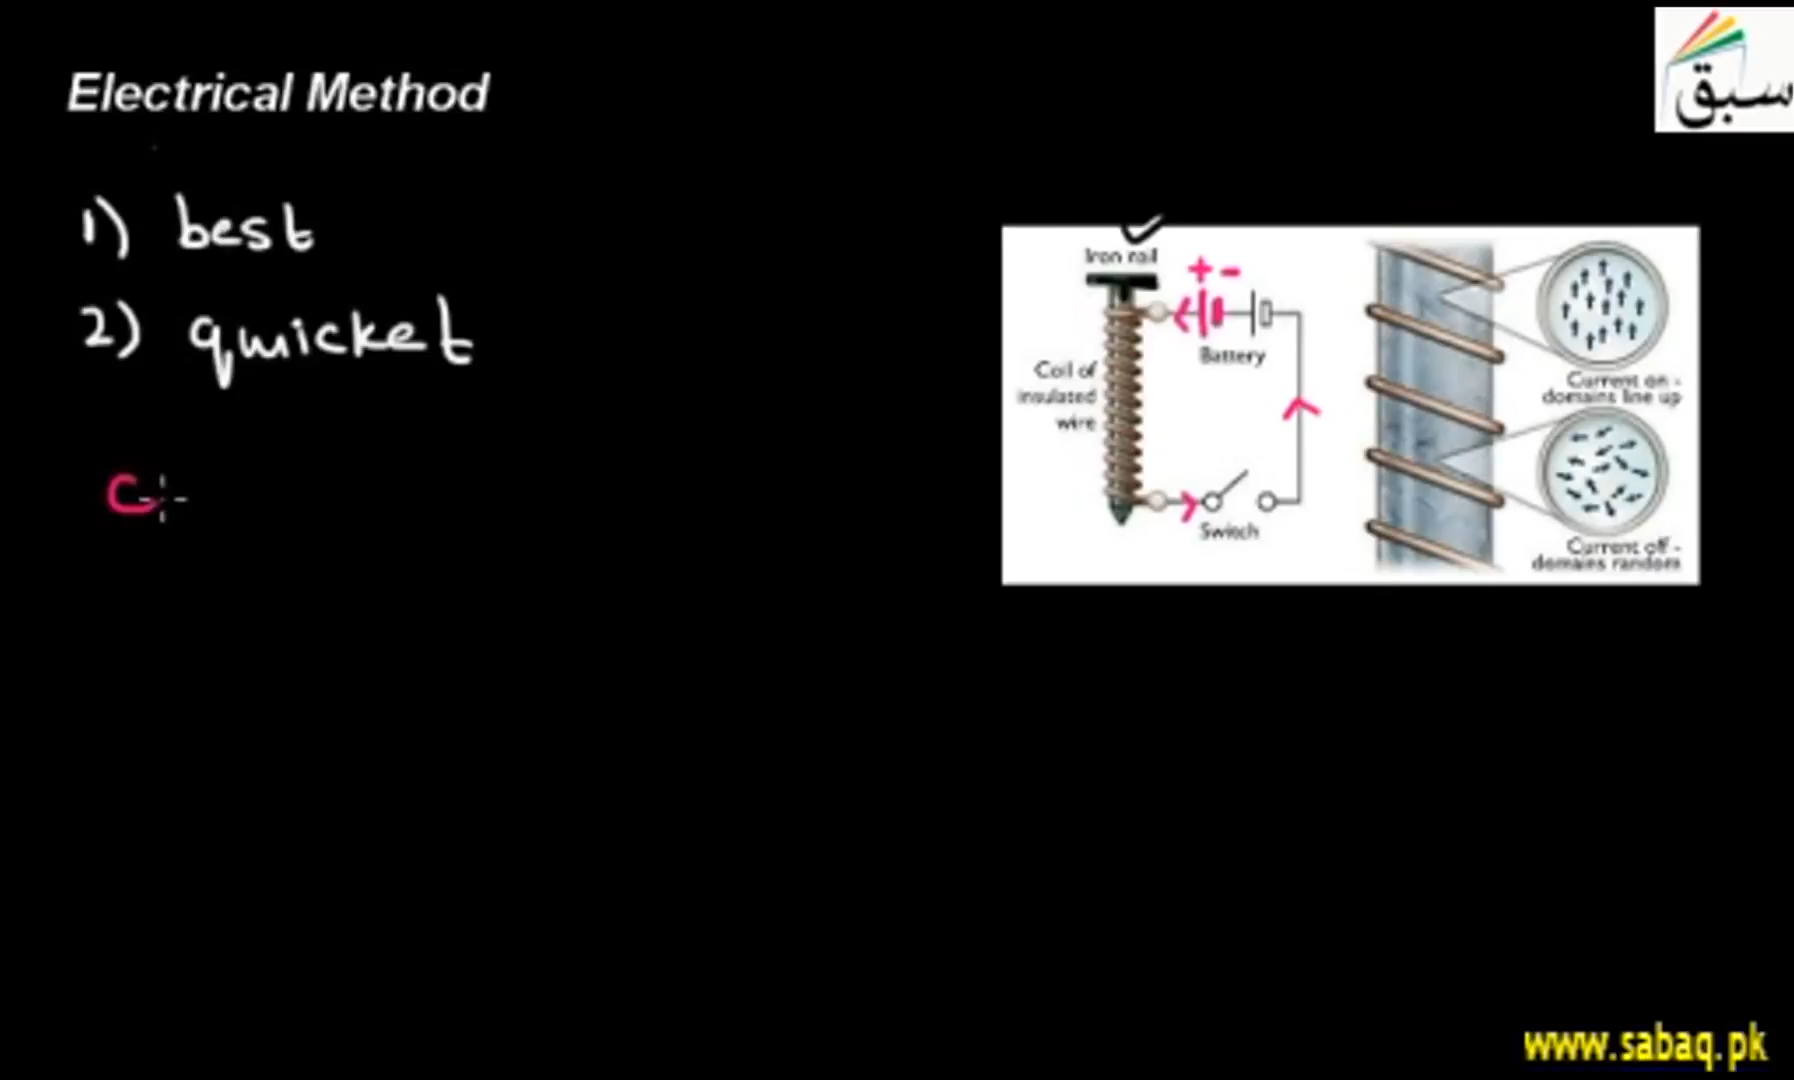 Electrical Method
سبق
1) best
2) quicket
C
Iron nail
+ -
Battery
Coil of
insulated
wire
Switch
Current on -
domains line up
Current off -
domains random
www.sabaq.pk